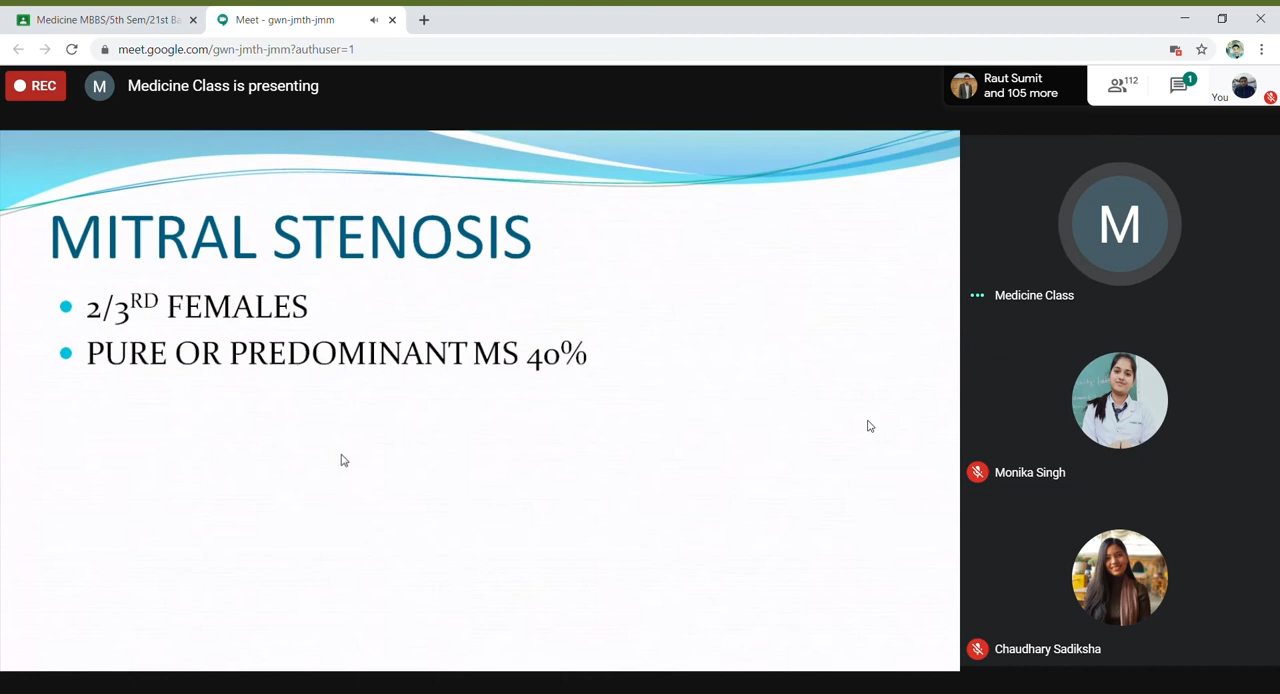 Medicine MBBS/5th Sem/21st Ba
Meet - gwn-jmth-jmm
meet.google.com/gwn-jmth-jmm?authuser=1
REC
M
Medicine Class is presenting
Raut Sumit
and 105 more
112
1
You
MITRAL STENOSIS
2/3RD FEMALES
PURE OR PREDOMINANT MS 40%
M
Medicine Class
Monika Singh
Chaudhary Sadiksha